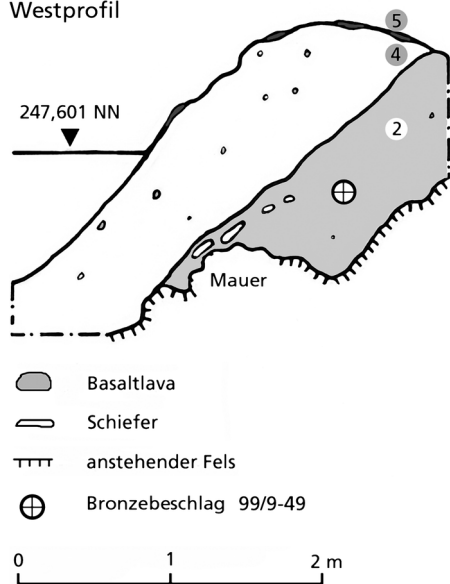 Westprofil
5
4
247,601 NN
2
Mauer
Basaltlava
Schiefer
anstehender Fels
Bronzebeschlag 99/9-49
0 1 2 m